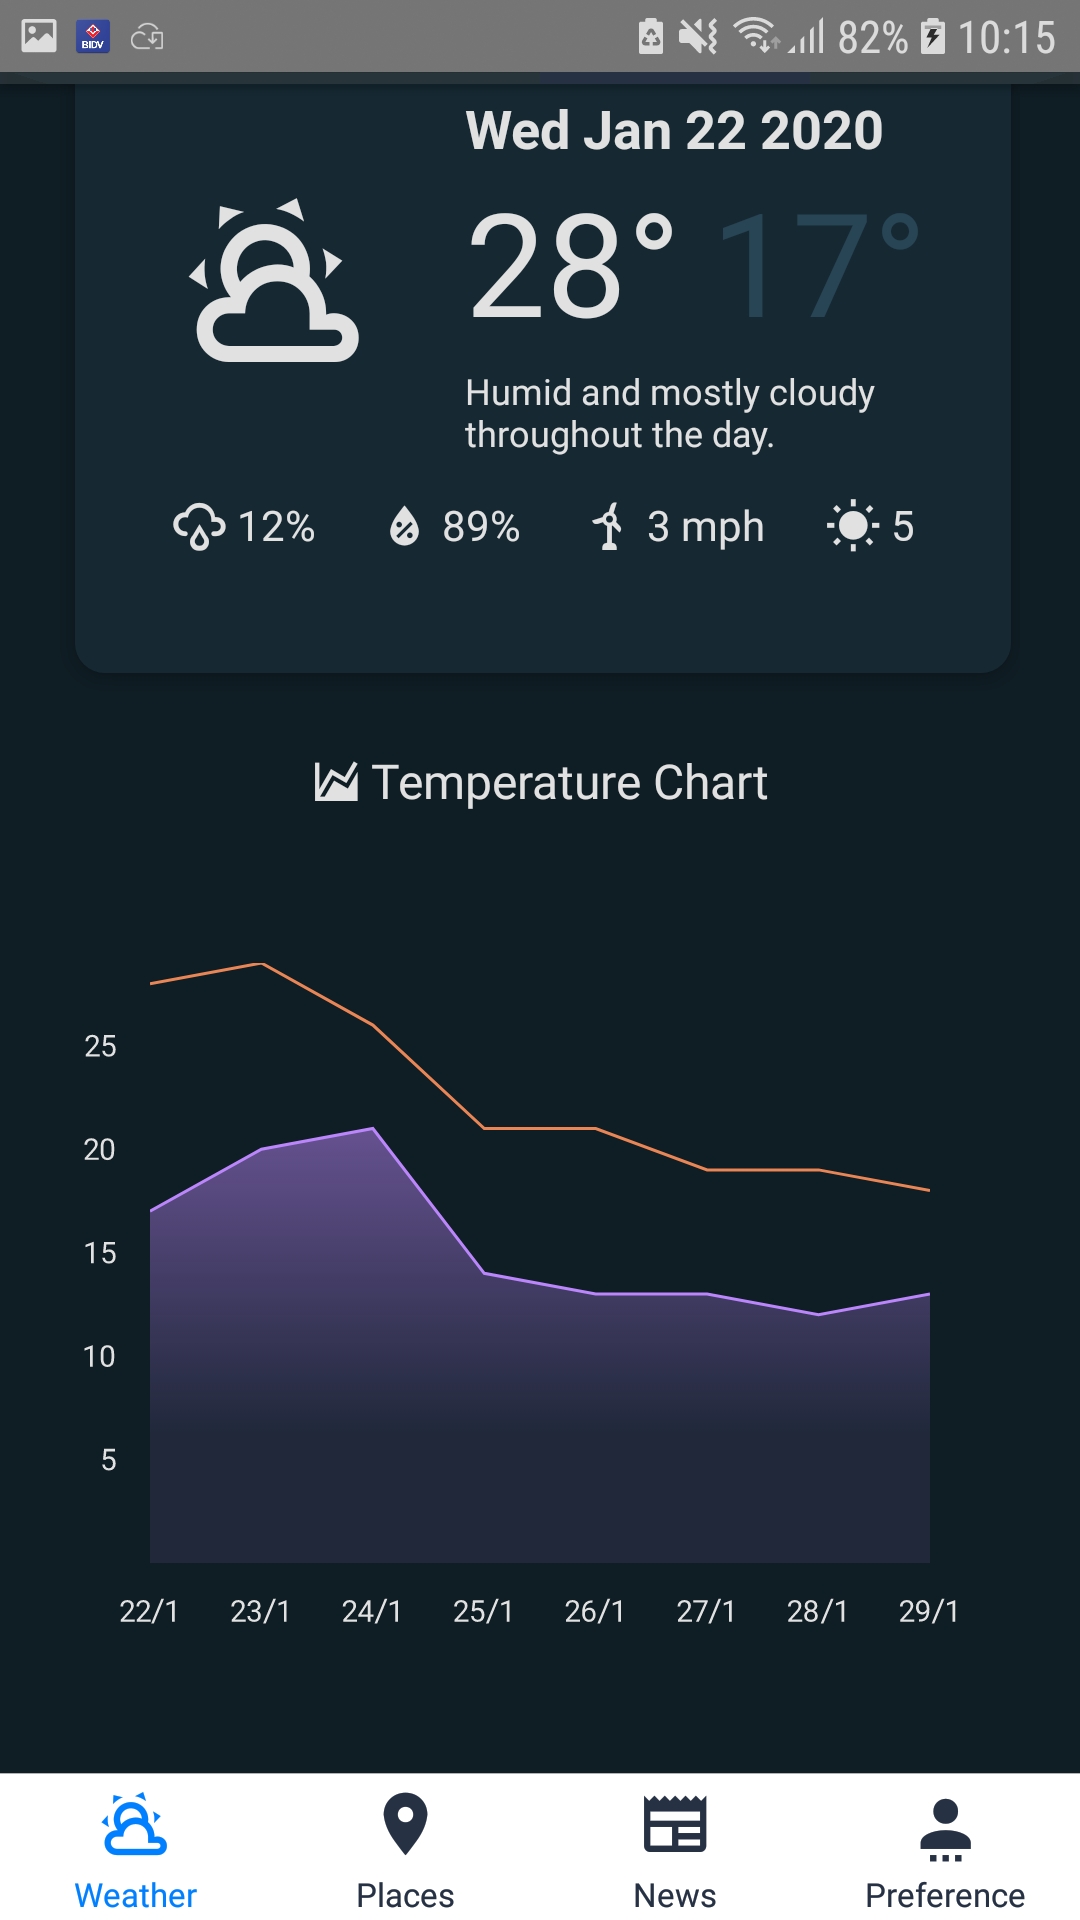 BIDV 82% 10:15
Wed Jan 22 2020
28° 17°
Humid and mostly cloudy
throughout the day.
12% 89% 3 mph 5
Temperature Chart
25
20
15
10
5
22/1 23/1 24/1 25/1 26/1 27/1 28/1 29/1
Weather Places News Preference